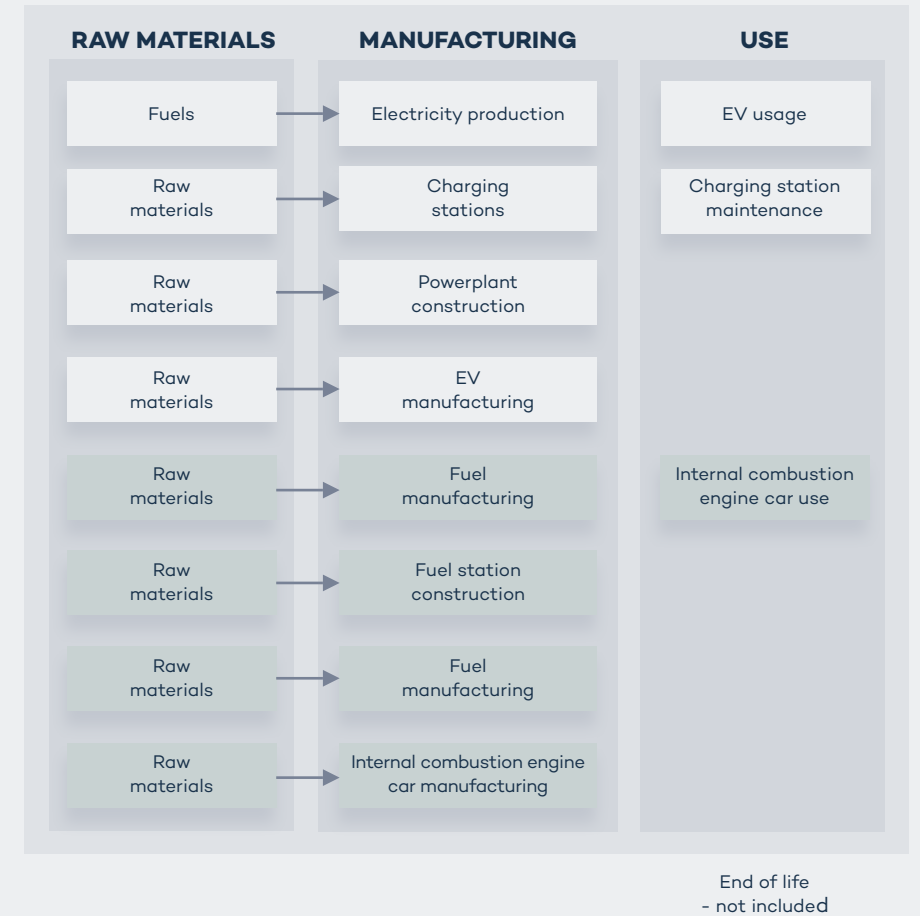 RAW MATERIALS
MANUFACTURING
USE
Fuels
Electricity production
EV usage
Raw
materials
Charging
stations
Charging station
maintenance
Raw
materials
Powerplant
construction
Raw
materials
EV
manufacturing
Raw
materials
Fuel
manufacturing
Internal combustion
engine car use
Raw
materials
Fuel station
construction
Raw
materials
Fuel
manufacturing
Raw
materials
Internal combustion engine
car manufacturing
End of life
- not included